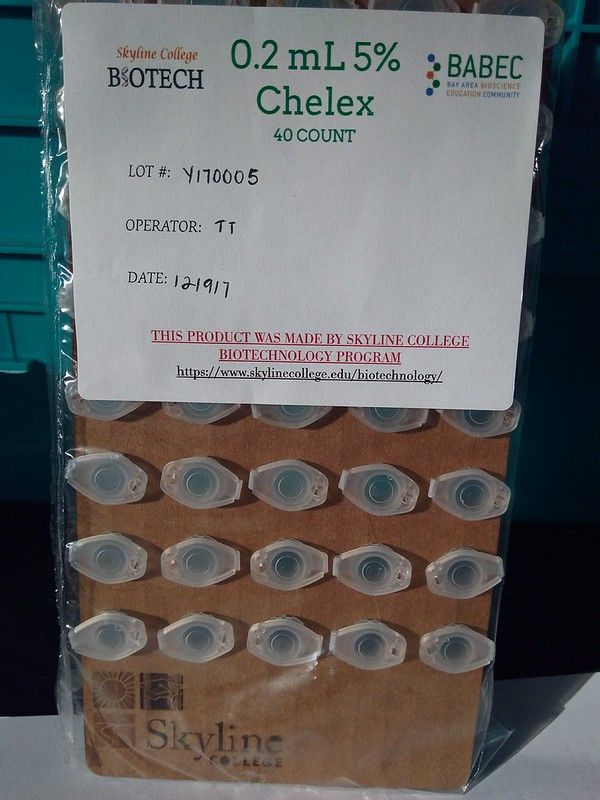 Skyline College
BIOTECH
0.2 mL 5%
Chelex
40 COUNT
BABEC
BAY AREA BIOSCIENCE
EDUCATION COMMUNITY
LOT #: Y170005
OPERATOR: TT
DATE: 121917
THIS PRODUCT WAS MADE BY SKYLINE COLLEGE
BIOTECHNOLOGY PROGRAM
https://www.skylinecollege.edu/biotechnology/
Skyline
COLLEGE